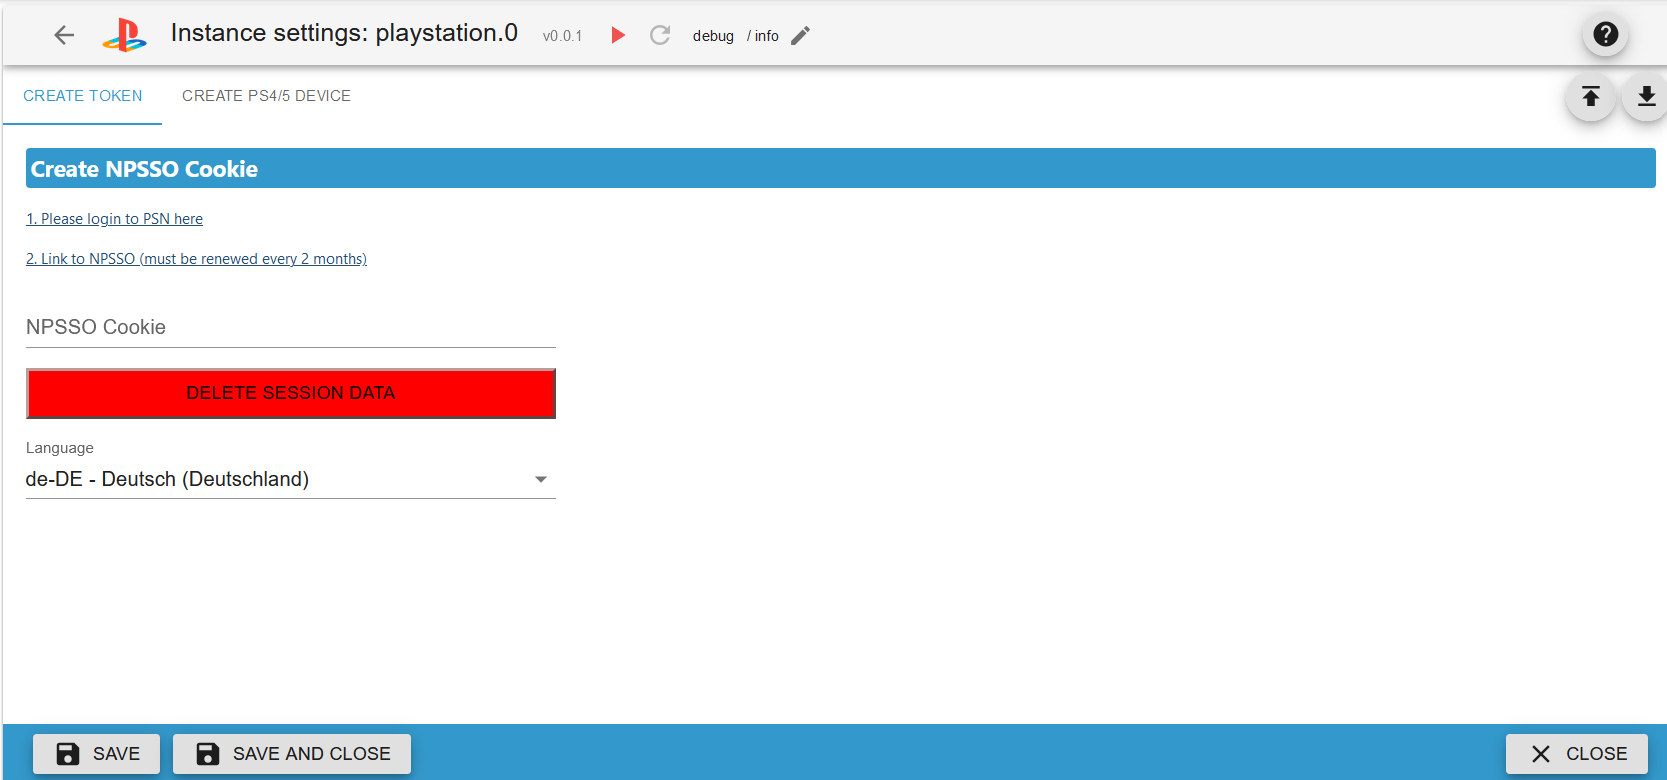 Instance settings: playstation.0 v0.0.1 debug / info
CREATE TOKEN CREATE PS4/5 DEVICE
Create NPSSO Cookie
1. Please login to PSN here
2. Link to NPSSO (must be renewed every 2 months)
NPSSO Cookie
DELETE SESSION DATA
Language
de-DE - Deutsch (Deutschland)
SAVE SAVE AND CLOSE CLOSE